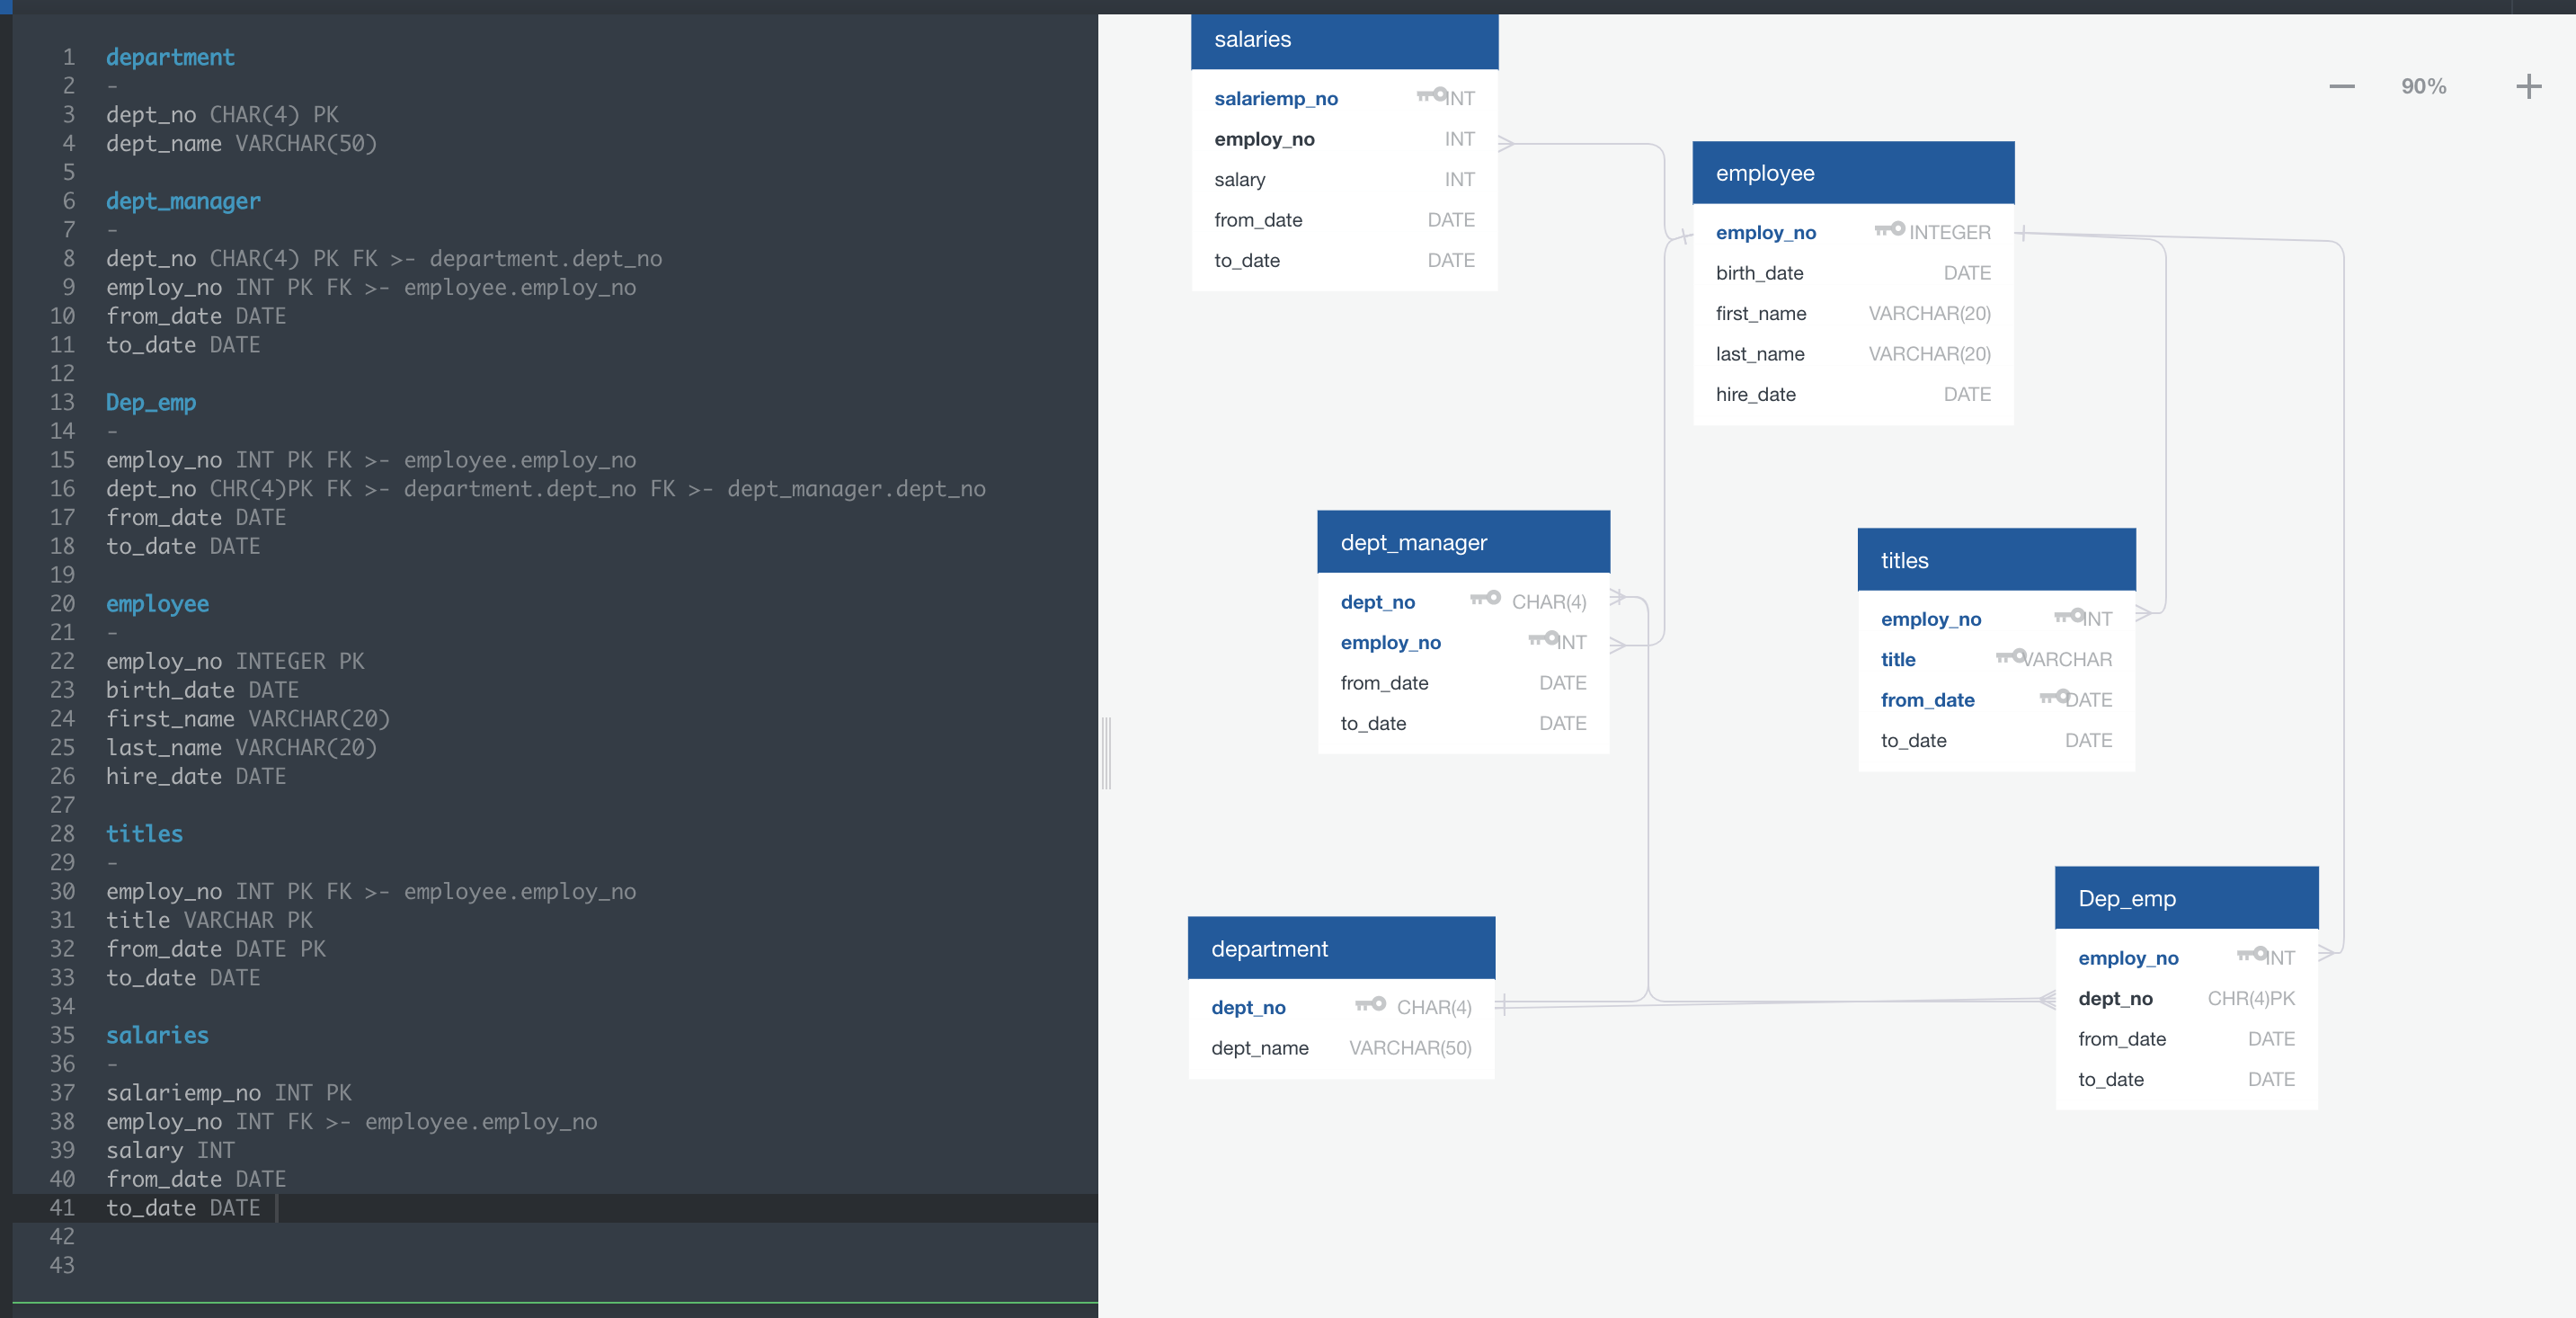 1 department
2 -
3 dept_no CHAR(4) PK
4 dept_name VARCHAR(50)
5
6 dept_manager
7 -
8 dept_no CHAR(4) PK FK >- department.dept_no
9 employ_no INT PK FK >- employee.employ_no
10 from_date DATE
11 to_date DATE
12
13 Dep_emp
14 -
15 employ_no INT PK FK >- employee.employ_no
16 dept_no CHR(4)PK FK >- department.dept_no FK >- dept_manager.dept_no
17 from_date DATE
18 to_date DATE
19
20 employee
21 -
22 employ_no INTEGER PK
23 birth_date DATE
24 first_name VARCHAR(20)
25 last_name VARCHAR(20)
26 hire_date DATE
27
28 titles
29 -
30 employ_no INT PK FK >- employee.employ_no
31 title VARCHAR PK
32 from_date DATE PK
33 to_date DATE
34
35 salaries
36 -
37 salariemp_no INT PK
38 employ_no INT FK >- employee.employ_no
39 salary INT
40 from_date DATE
41 to_date DATE
42
43
salaries
salariemp_no INT
employ_no INT
salary INT
from_date DATE
to_date DATE
90%
employee
employ_no INTEGER
birth_date DATE
first_name VARCHAR(20)
last_name VARCHAR(20)
hire_date DATE
dept_manager
dept_no CHAR(4)
employ_no INT
from_date DATE
to_date DATE
titles
employ_no INT
title VARCHAR
from_date DATE
to_date DATE
department
dept_no CHAR(4)
dept_name VARCHAR(50)
Dep_emp
employ_no INT
dept_no CHR(4)PK
from_date DATE
to_date DATE